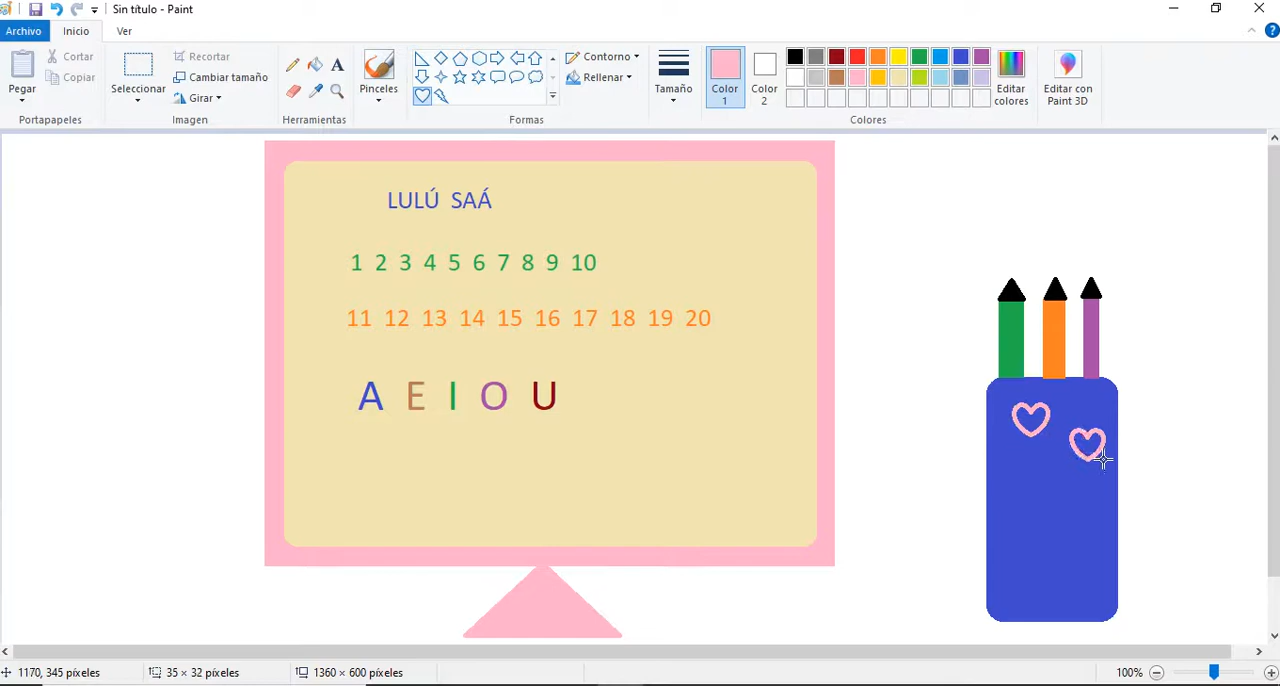 Sin título - Paint
Archivo Inicio Ver
Pegar
Cortar
Copiar
Portapapeles
Seleccionar
Recortar
Cambiar tamaño
Girar
Imagen
A
Herramientas
Pinceles
Contorno
Rellenar
Formas
Tamaño
Color
1
Color
2
Editar
colores
Colores
Editar con
Paint 3D
LULÚ SAÁ
1 2 3 4 5 6 7 8 9 10
11 12 13 14 15 16 17 18 19 20
A E I O U
1170, 345 píxeles 35 × 32 píxeles 1360 × 600 píxeles 100%